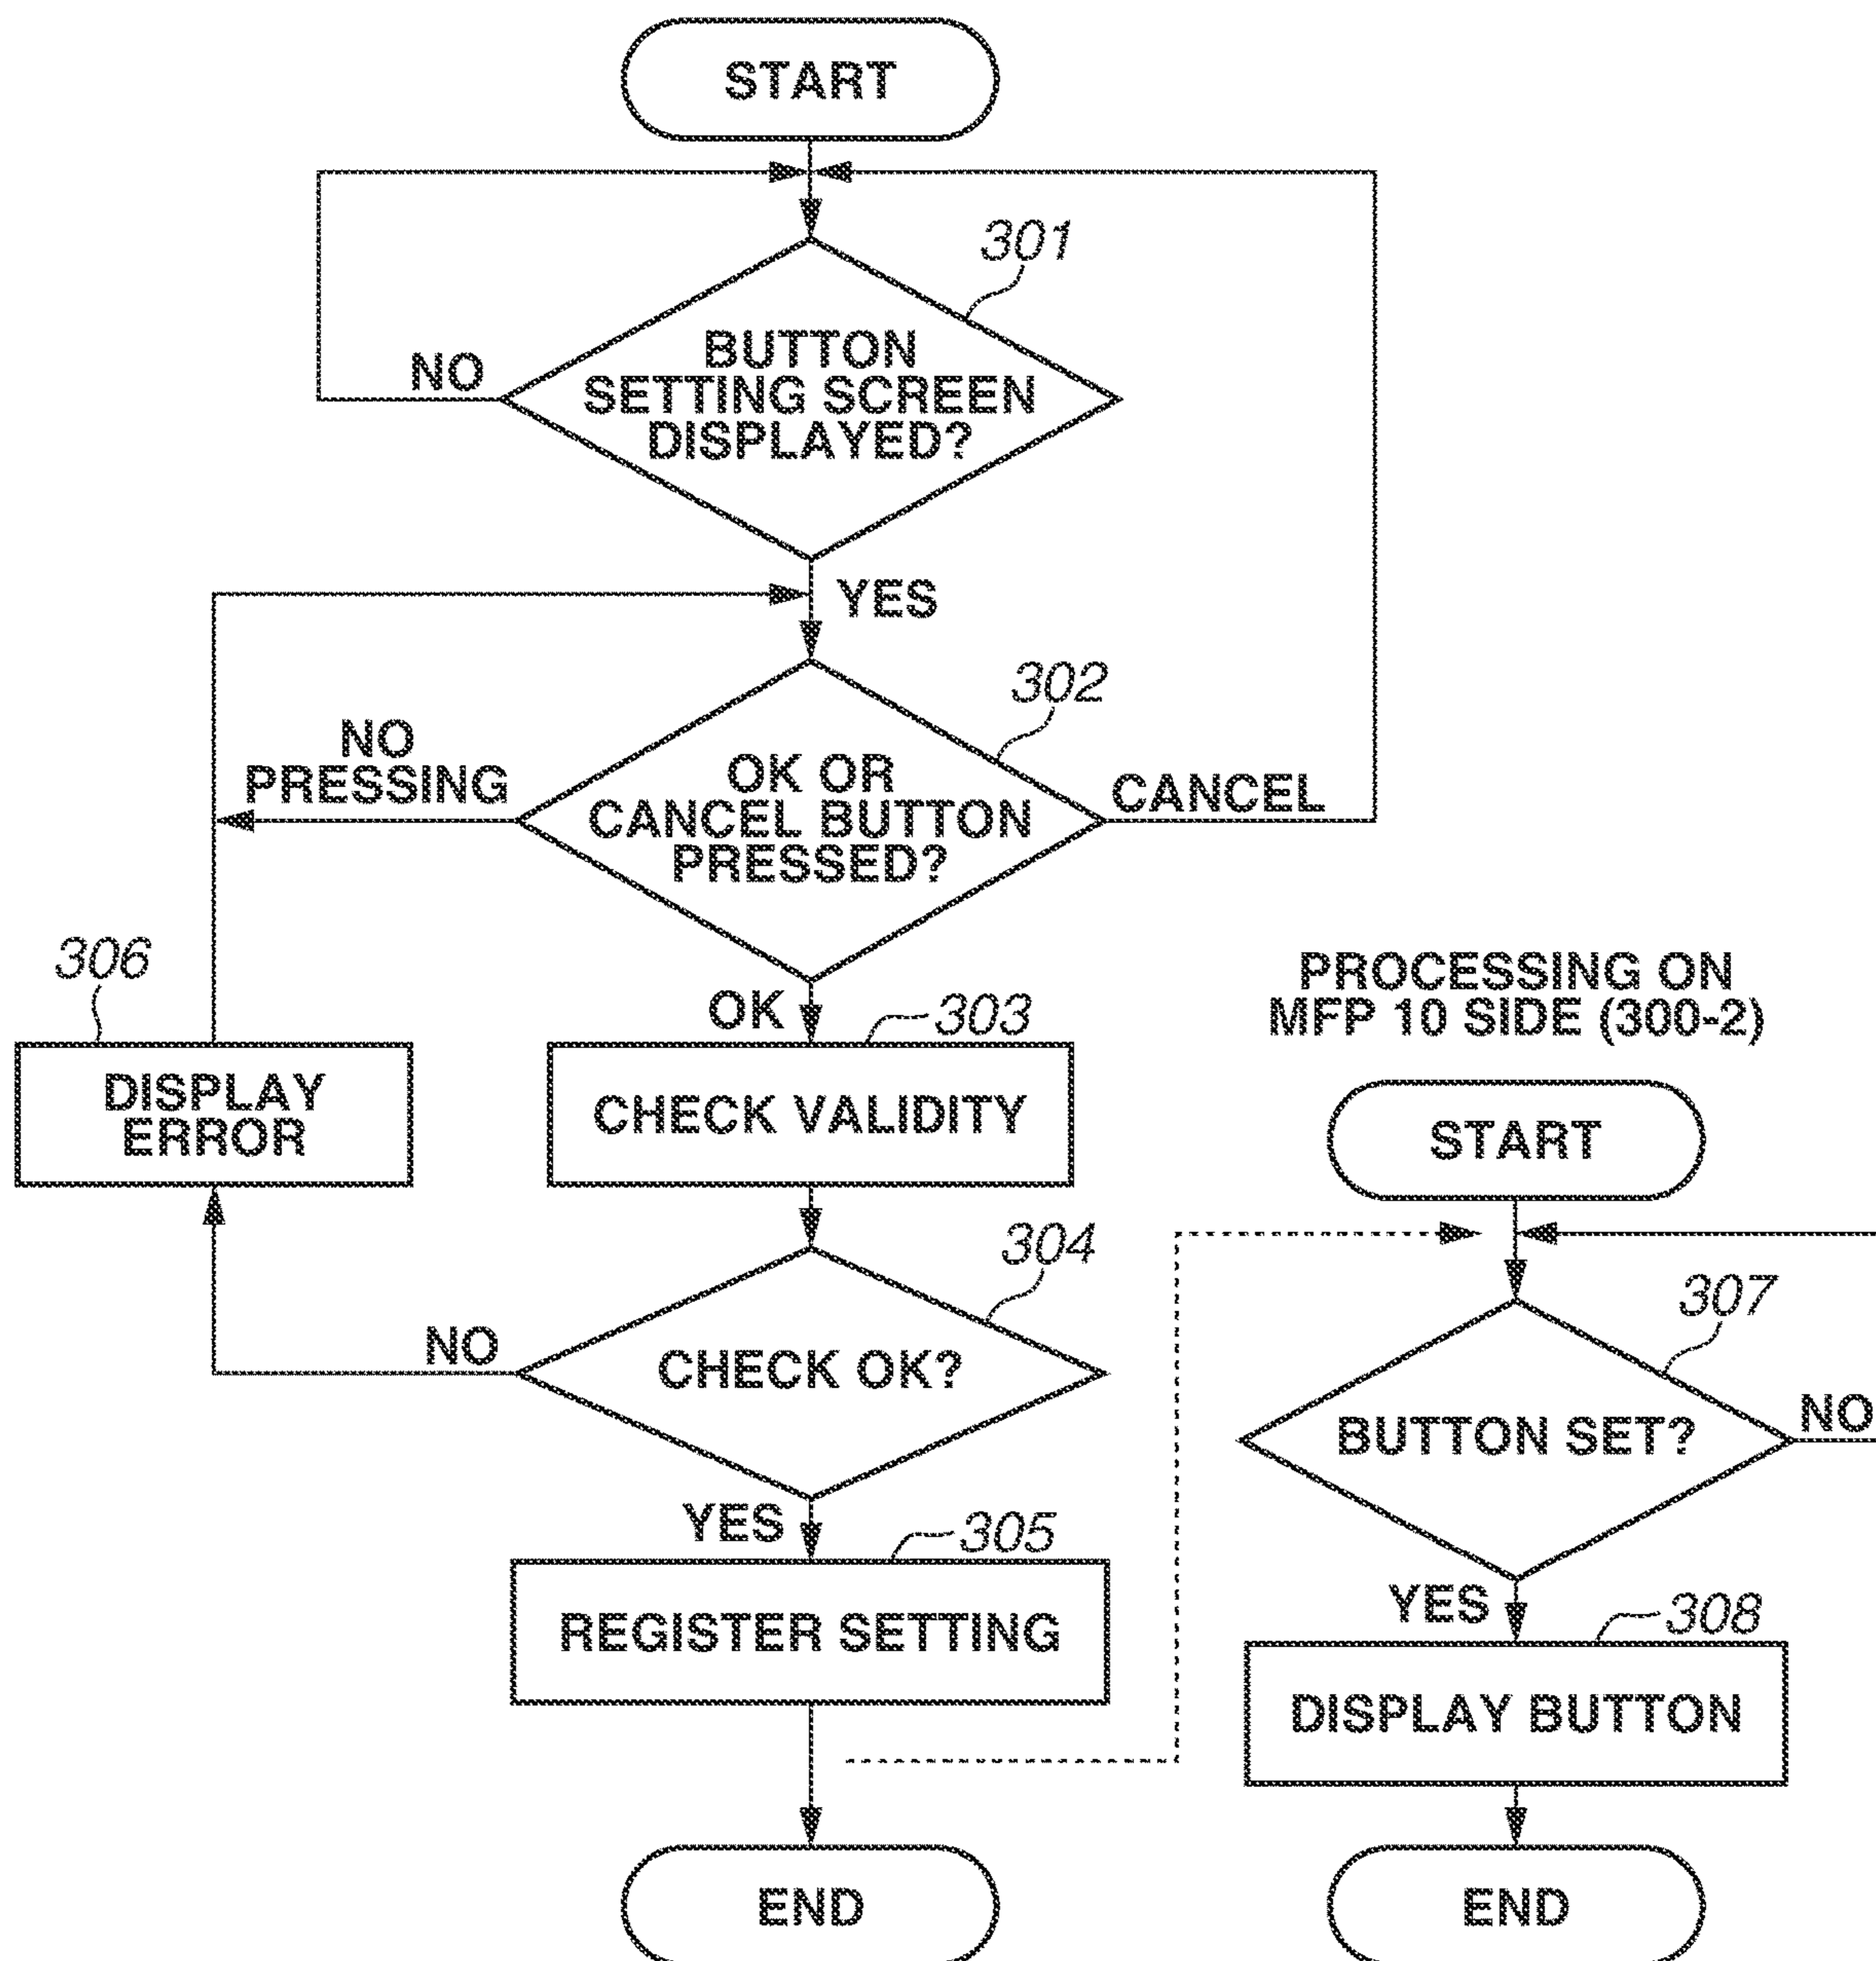 START
301
BUTTON
SETTING SCREEN
DISPLAYED?
NO
YES
302
OK OR
CANCEL BUTTON
PRESSED?
NO
PRESSING
CANCEL
OK
303
CHECK VALIDITY
306
DISPLAY
ERROR
304
CHECK OK?
NO
YES
305
REGISTER SETTING
END
PROCESSING ON
MFP 10 SIDE (300-2)
START
307
BUTTON SET?
NO
YES
308
DISPLAY BUTTON
END